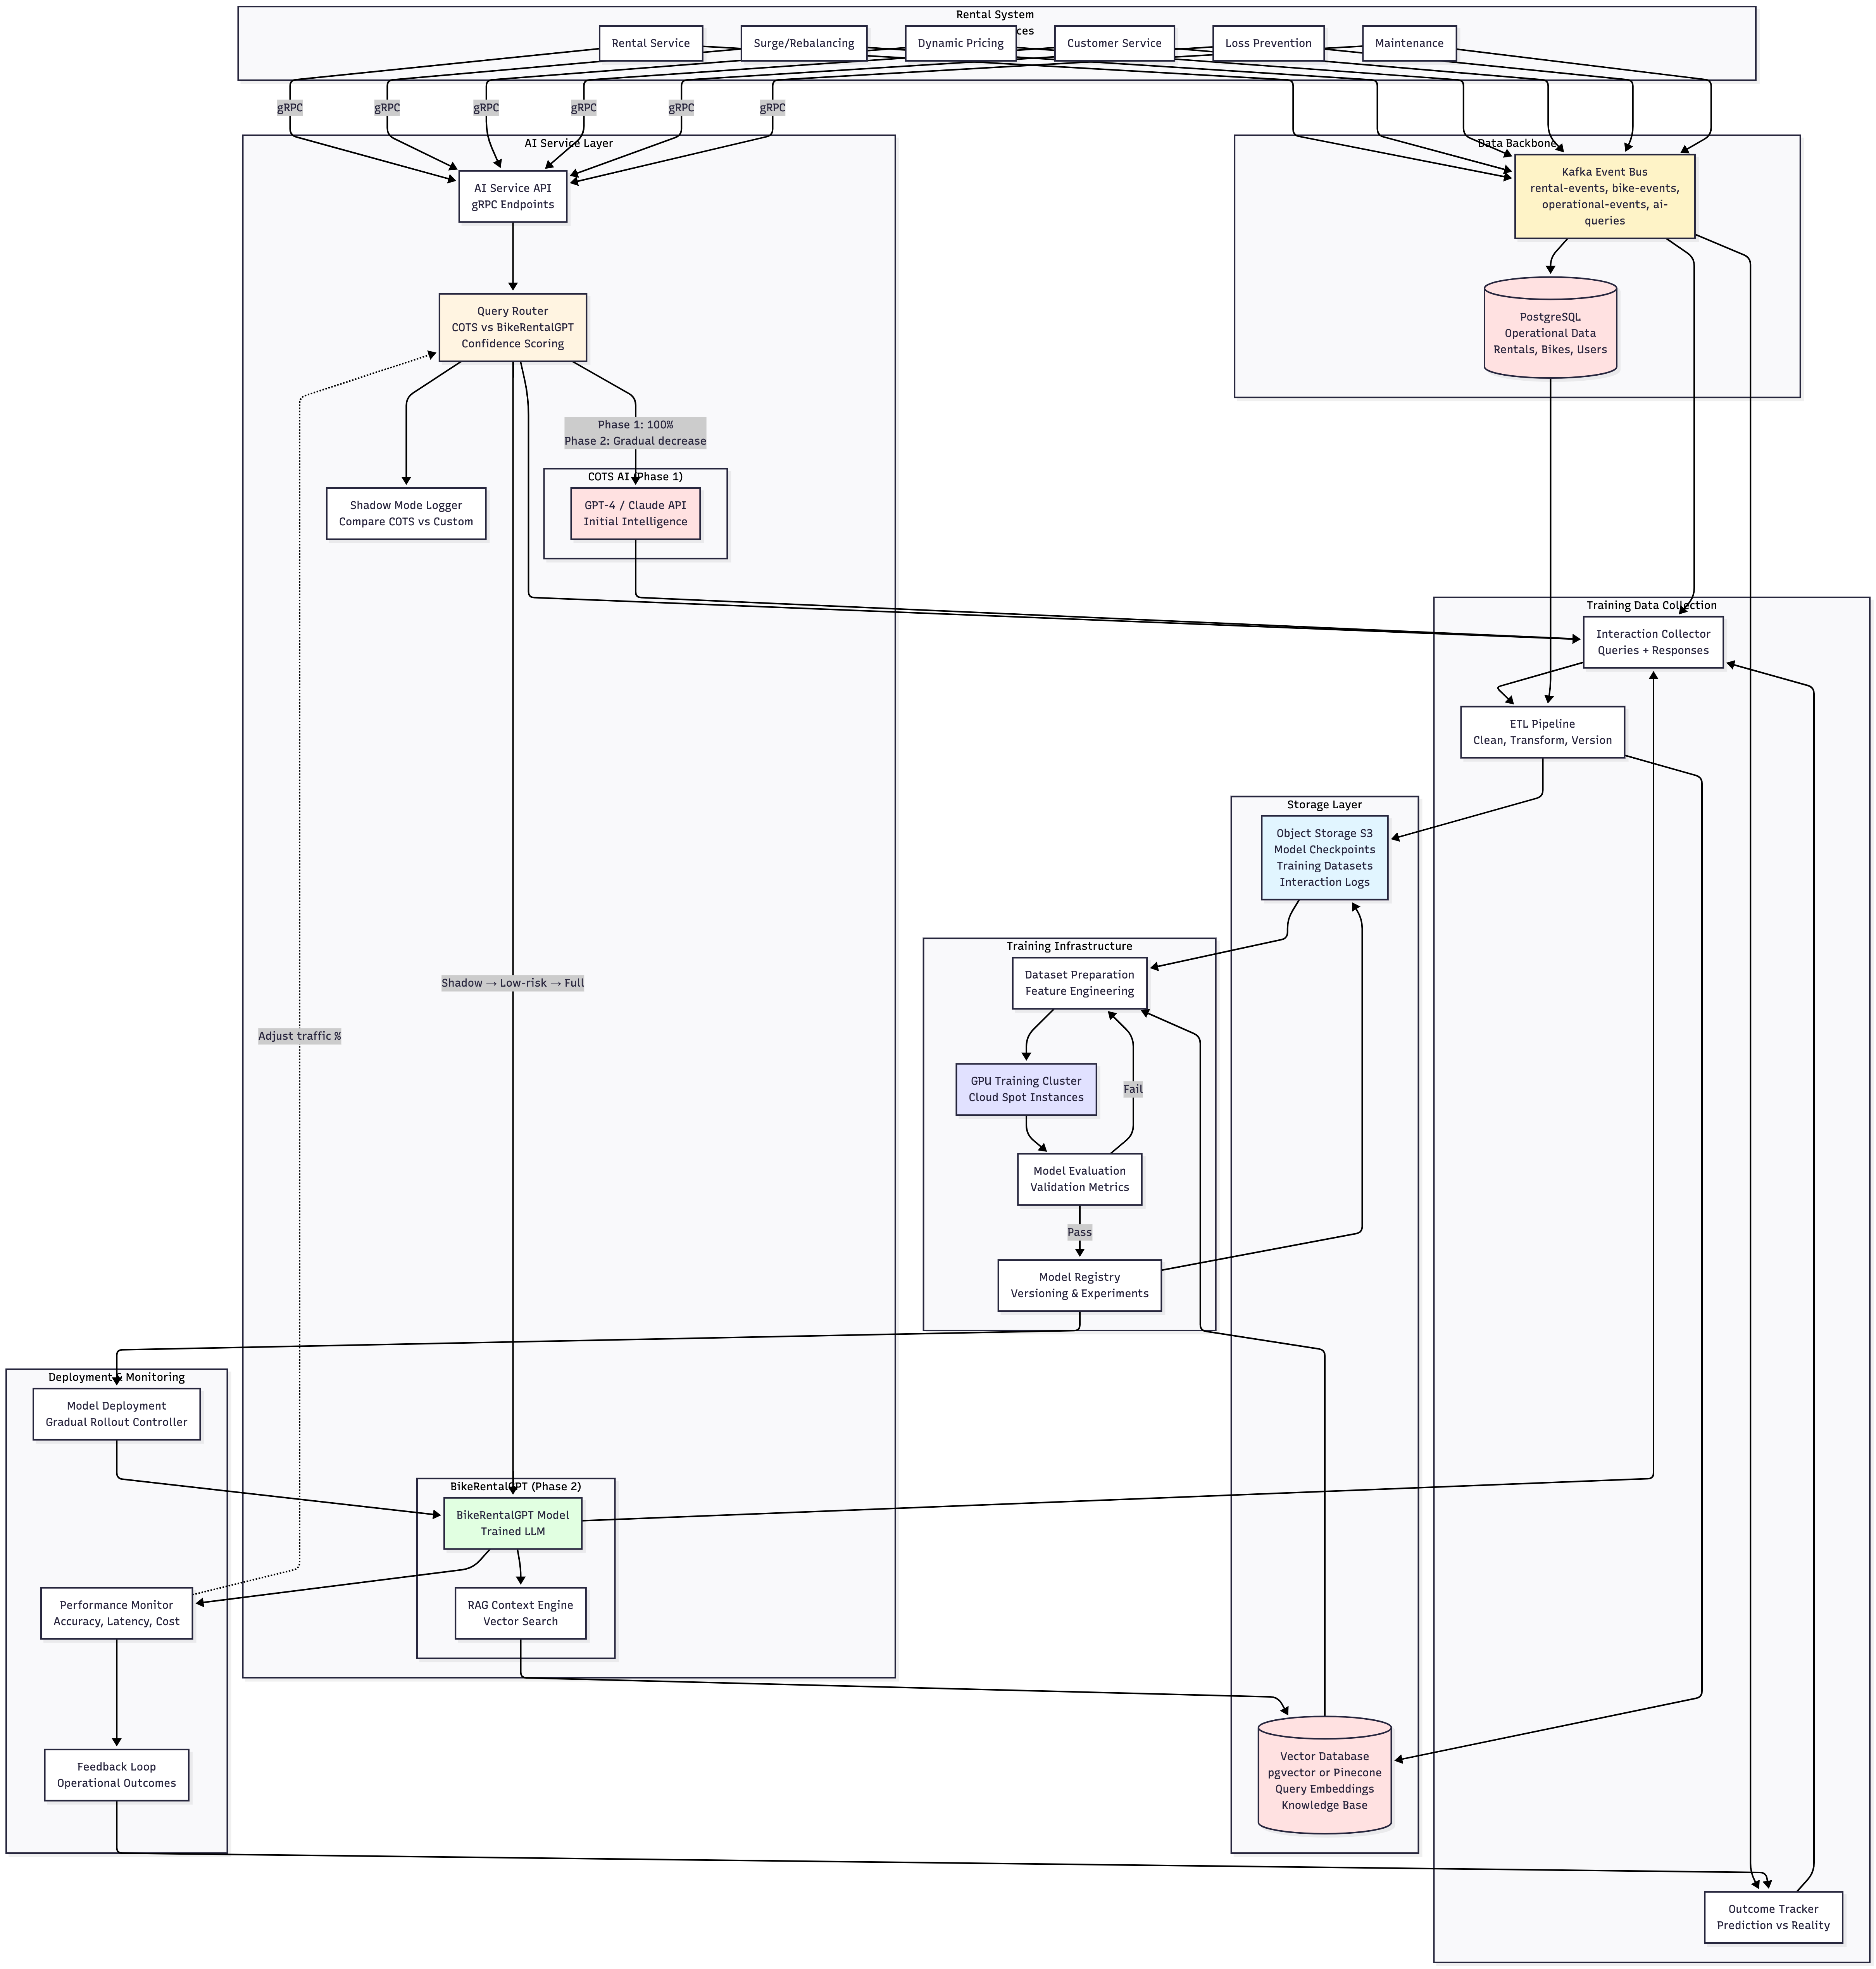 Rental System
ces
Rental Service
Surge/Rebalancing
Dynamic Pricing
Customer Service
Loss Prevention
Maintenance
gRPC
gRPC
gRPC
gRPC
gRPC
gRPC
AI Service Layer
Data Backbone
AI Service API
gRPC Endpoints
Kafka Event Bus
rental-events, bike-events,
operational-events, ai-
queries
Query Router
COTS vs BikeRentalGPT
Confidence Scoring
PostgreSQL
Operational Data
Rentals, Bikes, Users
Phase 1: 100%
Phase 2: Gradual decrease
COTS AI (Phase 1)
Shadow Mode Logger
Compare COTS vs Custom
GPT-4 / Claude API
Initial Intelligence
Training Data Collection
Interaction Collector
Queries + Responses
ETL Pipeline
Clean, Transform, Version
Storage Layer
Object Storage S3
Model Checkpoints
Training Datasets
Interaction Logs
Training Infrastructure
Dataset Preparation
Feature Engineering
Shadow → Low-risk → Full
Adjust traffic %
GPU Training Cluster
Cloud Spot Instances
Fail
Model Evaluation
Validation Metrics
Pass
Model Registry
Versioning & Experiments
Deployment & Monitoring
Model Deployment
Gradual Rollout Controller
BikeRentalGPT (Phase 2)
BikeRentalGPT Model
Trained LLM
Performance Monitor
Accuracy, Latency, Cost
RAG Context Engine
Vector Search
Feedback Loop
Operational Outcomes
Vector Database
pgvector or Pinecone
Query Embeddings
Knowledge Base
Outcome Tracker
Prediction vs Reality